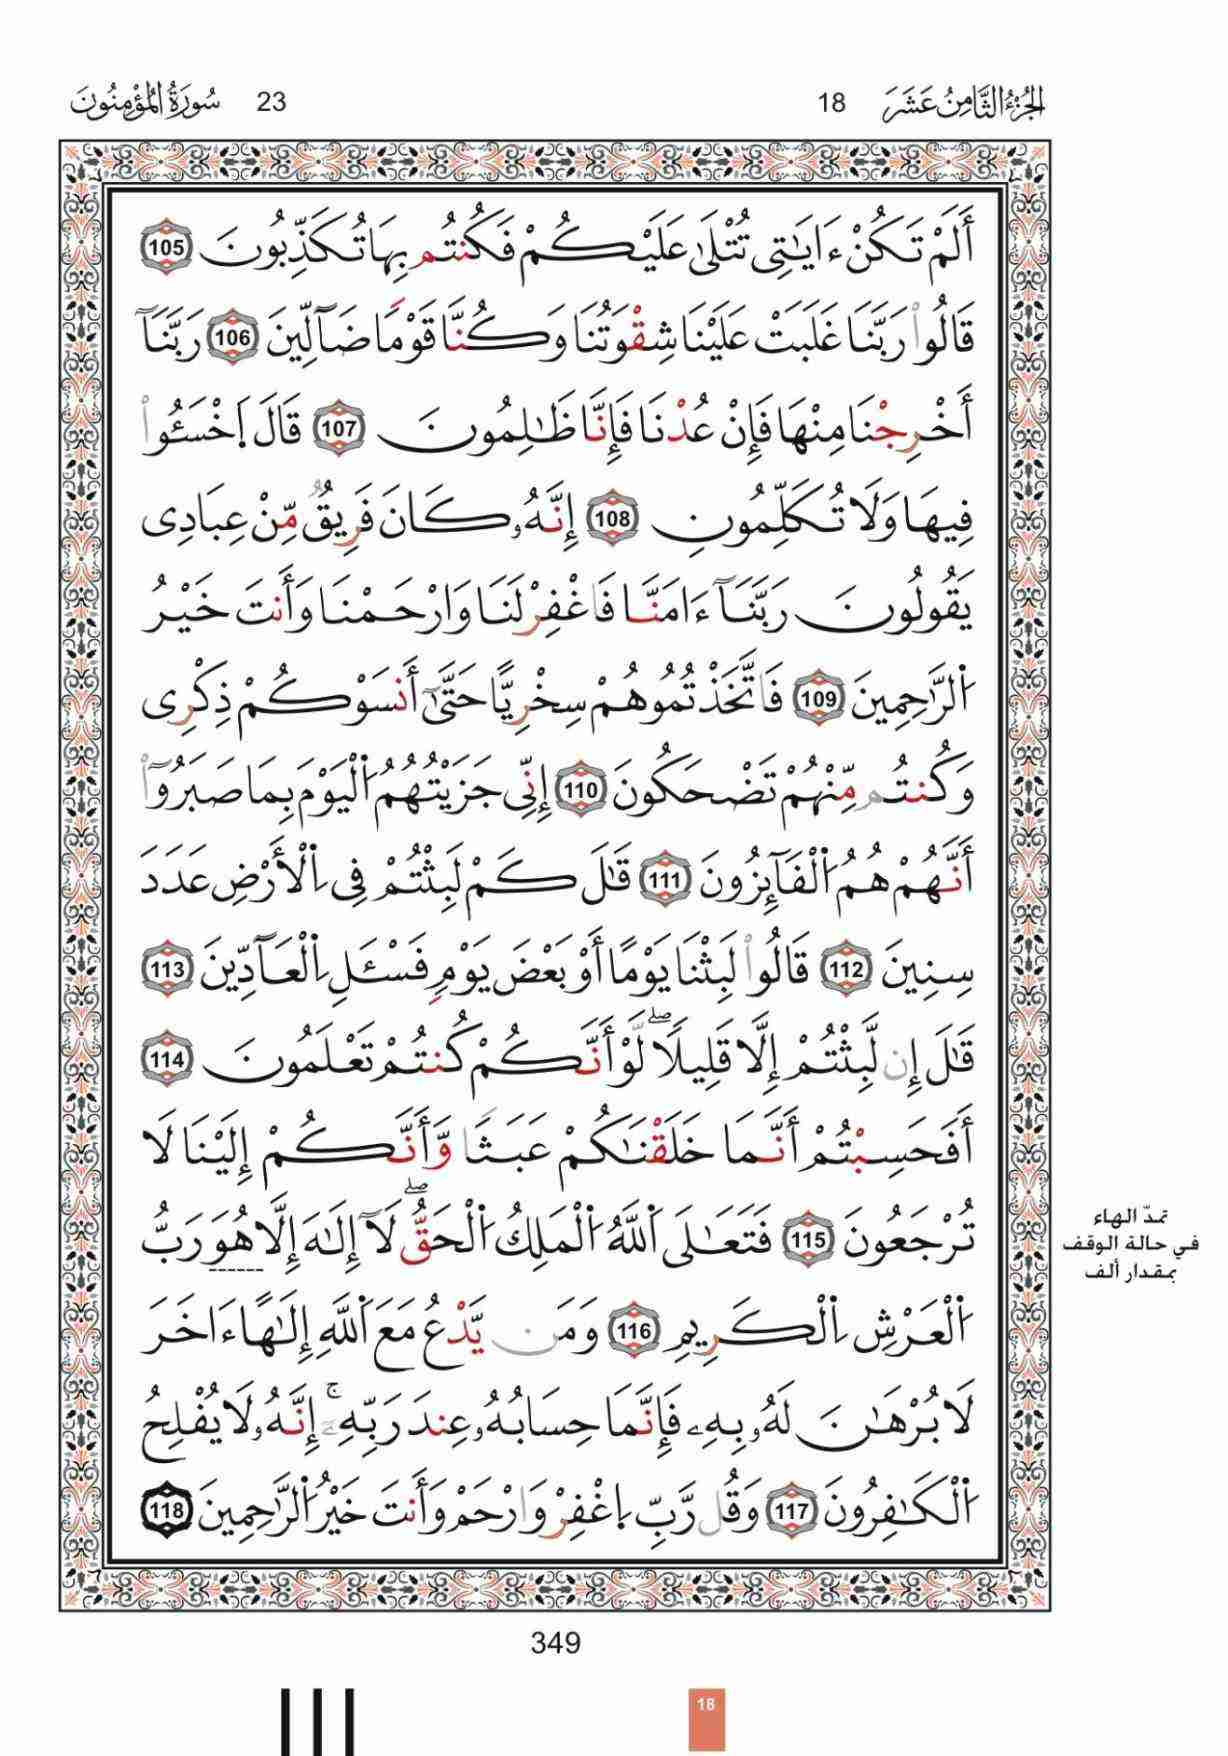 الجُزْءُ الثَّامِنُ عَشَرَ 18
23 سُورَةُ المُؤْمِنُونَ
أَلَمْ تَكُنْ ءَايَٰتِى تُتْلَىٰ عَلَيْكُمْ فَكُنتُم بِهَا تُكَذِّبُونَ 105
قَالُوا۟ رَبَّنَا غَلَبَتْ عَلَيْنَا شِقْوَتُنَا وَكُنَّا قَوْمًا ضَآلِّينَ 106 رَبَّنَآ
أَخْرِجْنَا مِنْهَا فَإِنْ عُدْنَا فَإِنَّا ظَٰلِمُونَ 107 قَالَ ٱخْسَـُٔوا۟
فِيهَا وَلَا تُكَلِّمُونِ 108 إِنَّهُۥ كَانَ فَرِيقٌ مِّنْ عِبَادِى
يَقُولُونَ رَبَّنَآ ءَامَنَّا فَاغْفِرْ لَنَا وَارْحَمْنَا وَأَنتَ خَيْرُ
ٱلرَّٰحِمِينَ 109 فَاتَّخَذْتُمُوهُمْ سِخْرِيًّا حَتَّىٰٓ أَنسَوْكُمْ ذِكْرِى
وَكُنتُم مِّنْهُمْ تَضْحَكُونَ 110 إِنِّى جَزَيْتُهُمُ ٱلْيَوْمَ بِمَا صَبَرُوٓا۟
أَنَّهُمْ هُمُ ٱلْفَآئِزُونَ 111 قَٰلَ كَمْ لَبِثْتُمْ فِى ٱلْأَرْضِ عَدَدَ
سِنِينَ 112 قَالُوا۟ لَبِثْنَا يَوْمًا أَوْ بَعْضَ يَوْمٍ فَسْـَٔلِ ٱلْعَآدِّينَ 113
قَٰلَ إِن لَّبِثْتُمْ إِلَّا قَلِيلًا ۖ لَّوْ أَنَّكُمْ كُنتُمْ تَعْلَمُونَ 114
أَفَحَسِبْتُمْ أَنَّمَا خَلَقْنَٰكُمْ عَبَثًا وَأَنَّكُمْ إِلَيْنَا لَا
تُرْجَعُونَ 115 فَتَعَٰلَى ٱللَّهُ ٱلْمَلِكُ ٱلْحَقُّ ۖ لَآ إِلَٰهَ إِلَّا هُوَ رَبُّ
ٱلْعَرْشِ ٱلْكَرِيمِ 116 وَمَن يَدْعُ مَعَ ٱللَّهِ إِلَٰهًا ءَاخَرَ
لَا بُرْهَٰنَ لَهُۥ بِهِۦ فَإِنَّمَا حِسَابُهُۥ عِندَ رَبِّهِۦٓ ۚ إِنَّهُۥ لَا يُفْلِحُ
ٱلْكَٰفِرُونَ 117 وَقُل رَّبِّ ٱغْفِرْ وَارْحَمْ وَأَنتَ خَيْرُ ٱلرَّٰحِمِينَ 118
تمدّ الهاء
في حالة الوقف
بمقدار ألف
349
18